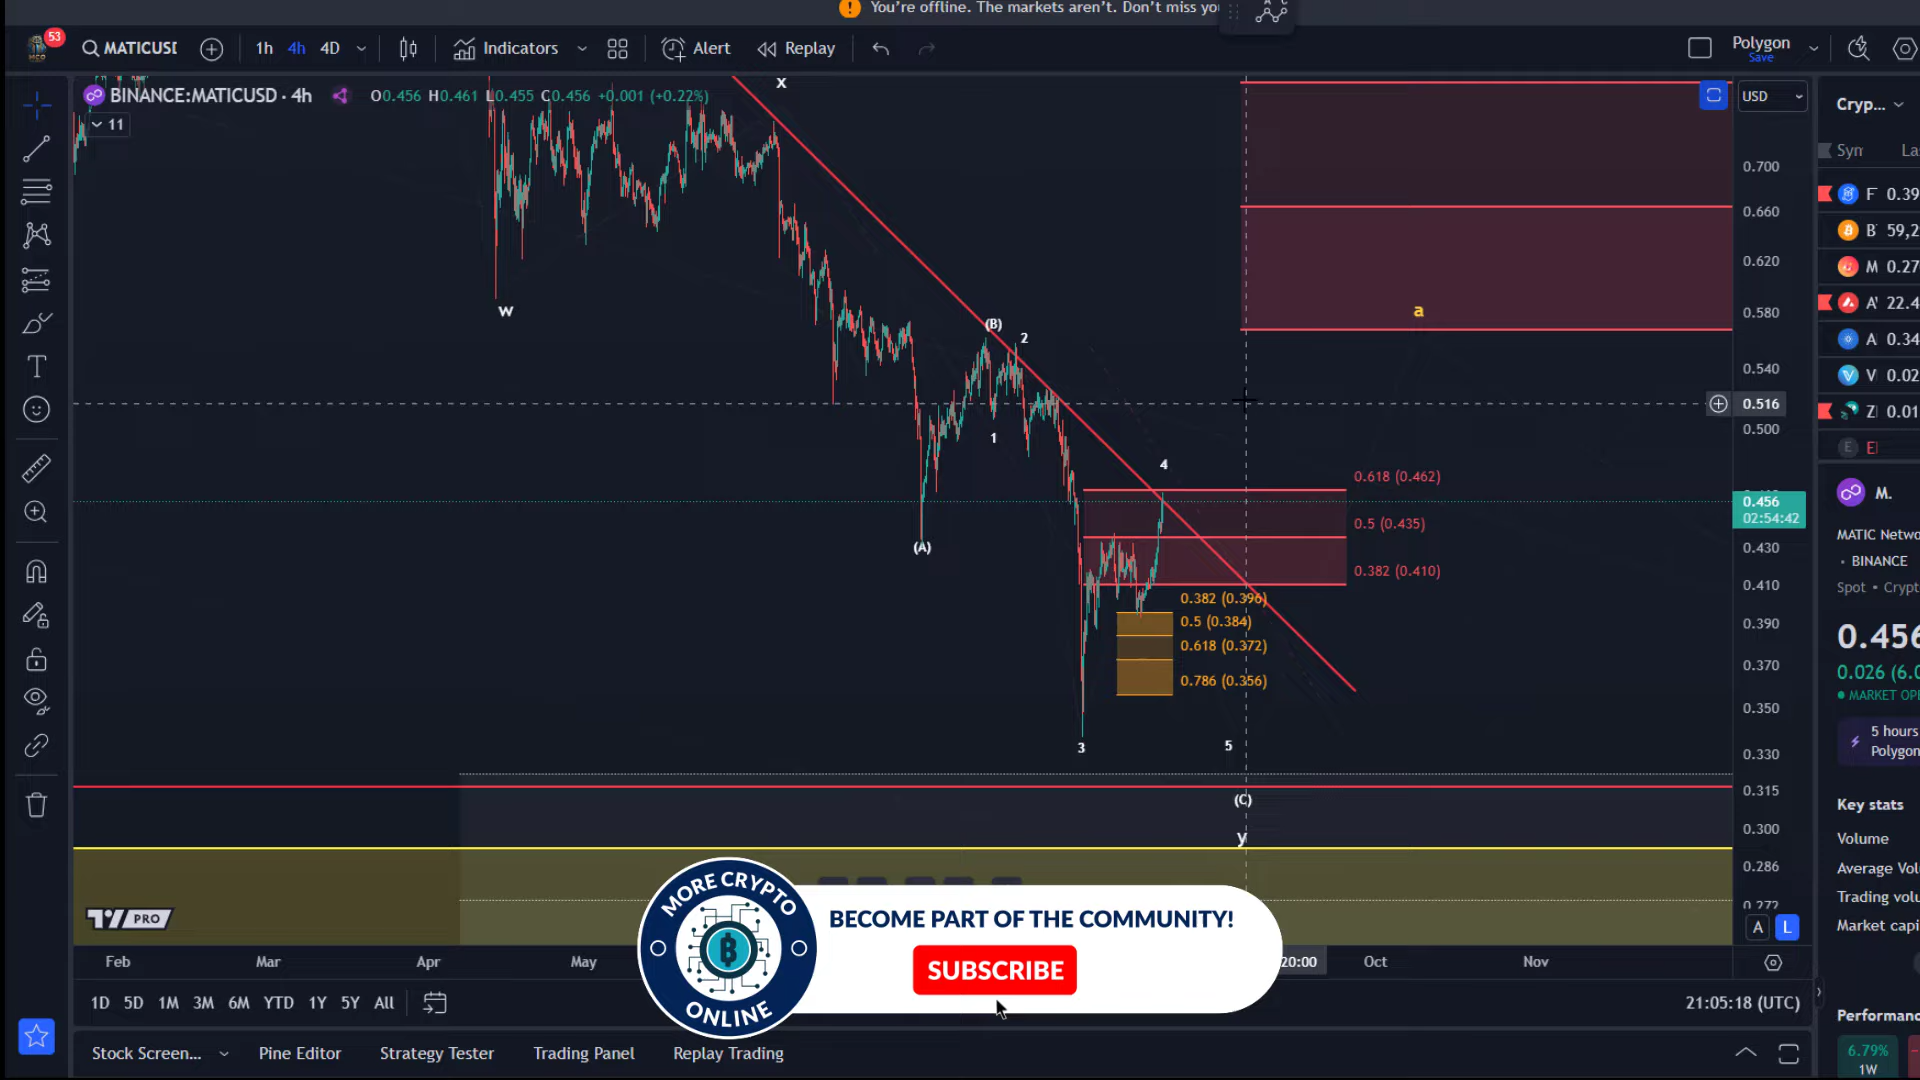 You're offline. The markets aren't. Don't miss yo
53
MATICUSI
1h 4h 4D
Indicators
Alert
Replay
Polygon
Save
BINANCE:MATICUSD · 4h
O0.456 H0.461 L0.455 C0.456 +0.001 (+0.22%)
11
USD
Cryp...
Syn
La
x
0.700
F 0.39
0.660
B 59,2
0.620
M 0.27
A 22.4
w
a
0.580
(B)
2
A 0.34
0.540
V 0.02
0.516
Z 0.01
1
0.500
4
0.618 (0.462)
0.456
02:54:42
M.
0.5 (0.435)
MATIC Netwo
(A)
0.430
• BINANCE
0.382 (0.410)
0.410
Spot • Crypt
0.382 (0.396)
0.5 (0.384)
0.390
0.456
0.618 (0.372)
0.370
0.026 (6.0
0.786 (0.356)
MARKET OPE
0.350
5 hours
Polygon
3
5
0.330
0.315
(C)
Key stats
y
0.300
Volume
0.286
Average Vol
Trading volu
0.272
Market capi
PRO
A L
MORE CRYPTO
ONLINE
BECOME PART OF THE COMMUNITY!
SUBSCRIBE
Feb Mar Apr May
20:00 Oct Nov
1D 5D 1M 3M 6M YTD 1Y 5Y All
21:05:18 (UTC)
Performanc
6.79%
1W
Stock Screen... Pine Editor Strategy Tester Trading Panel Replay Trading